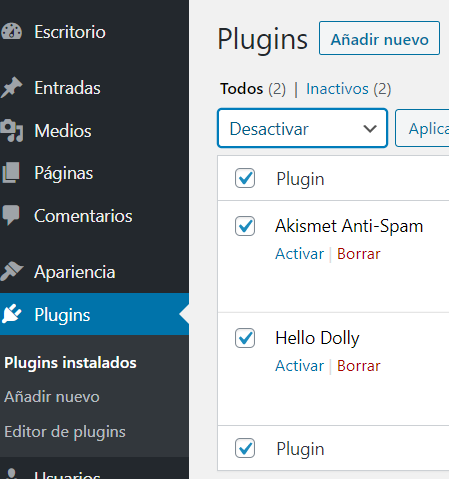 Escritorio
Entradas
Medios
Páginas
Comentarios
Apariencia
Plugins
Plugins instalados
Añadir nuevo
Editor de plugins
Usuarios
Plugins Añadir nuevo
Todos (2) | Inactivos (2)
Desactivar Aplica
Plugin
Akismet Anti-Spam
Activar | Borrar
Hello Dolly
Activar | Borrar
Plugin